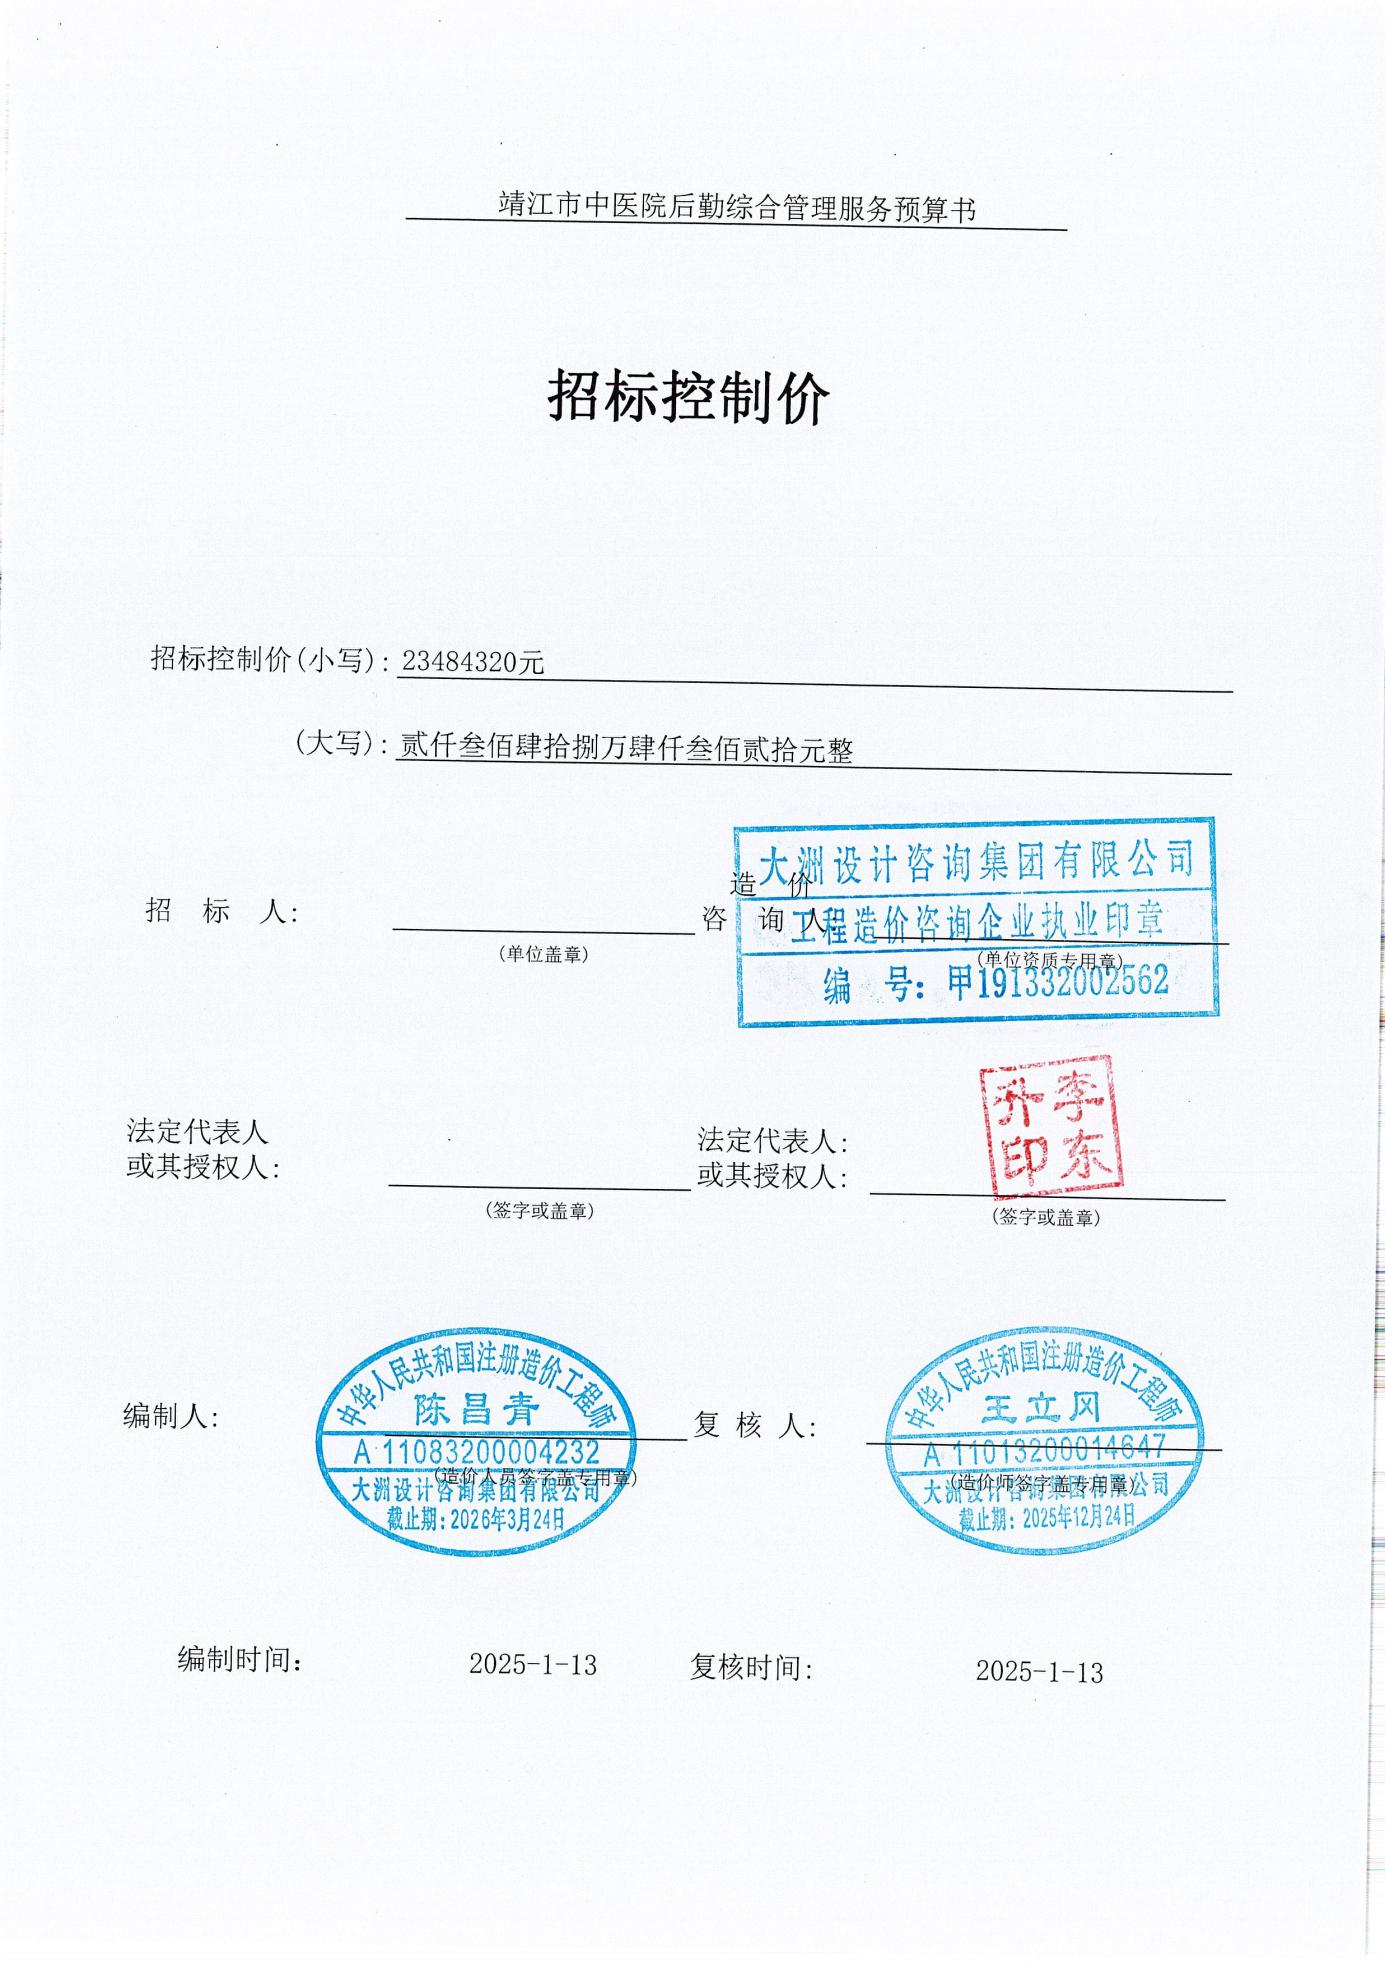 靖江市中医院后勤综合管理服务预算书
招标控制价
招标控制价(小写): 23484320元
(大写): 贰仟叁佰肆拾捌万肆仟叁佰贰拾元整
大洲设计咨询集团有限公司
工程造价咨询企业执业印章
编 号: 甲191332002562
招 标 人:
(单位盖章)
造 价
咨 询 人:
(单位资质专用章)
法定代表人
或其授权人:
(签字或盖章)
法定代表人:
或其授权人:
李东升印
(签字或盖章)
编制人:
中华人民共和国注册造价工程师
陈昌青
A 11083200004232
大洲设计咨询集团有限公司
截止期: 2026年3月24日
(造价人员签字盖专用章)
复 核 人:
中华人民共和国注册造价工程师
王立风
A 11013200014647
大洲设计咨询集团有限公司
截止期: 2025年12月24日
(造价师签字盖专用章)
编制时间: 2025-1-13 复核时间: 2025-1-13